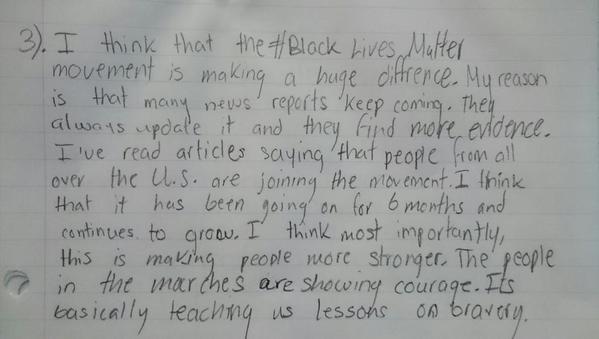 3). I think that the #Black Lives Matter
movement is making a huge diffrence. My reason
is that many news reports keep coming. They
always update it and they find more evidence.
I've read articles saying that people from all
over the U.S. are joining the movement. I think
that it has been going on for 6 months and
continues to grow. I think most importantly,
this is making people more stronger. The people
in the marches are showing courage. Its
basically teaching us lessons on bravery.